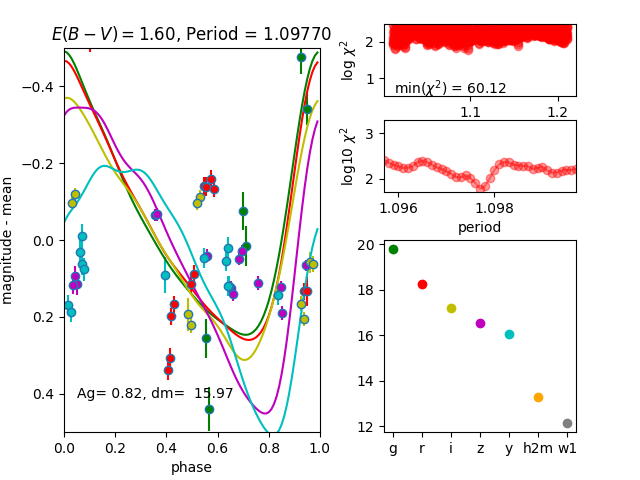 E(B − V) = 1.60, Period = 1.09770
magnitude - mean
−0.4
−0.2
0.0
0.2
0.4
Ag= 0.82, dm=  15.97
0.0 0.2 0.4 0.6 0.8 1.0
phase
log χ²
2
1
min(χ²) = 60.12
1.1 1.2
log10 χ²
3
2
1.096 1.098
period
20
18
16
14
12
g r i z y h2m w1